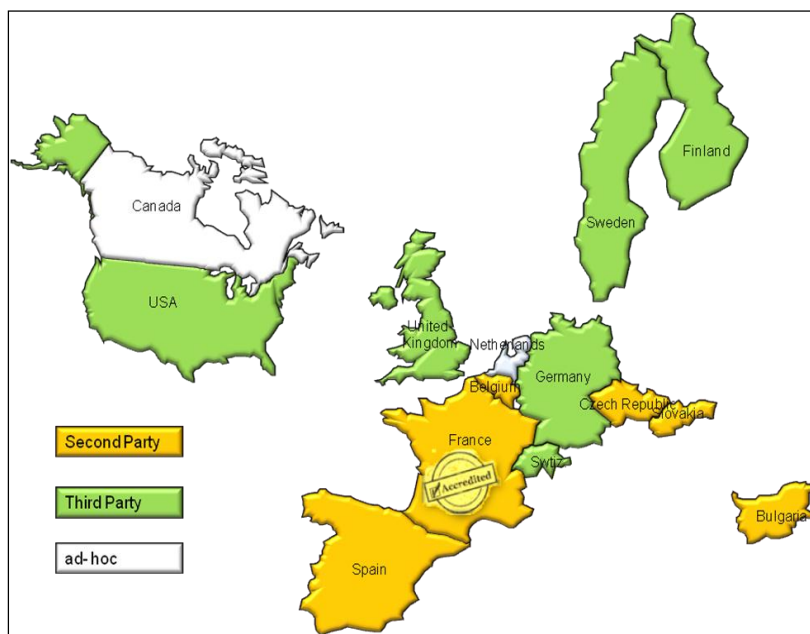 Finland
Canada
Sweden
USA
United
Kingdom
Netherlands
Germany
Belgium
Czech Republic
Slovakia
Second Party
France
Swtiz
Accredited
Third Party
Bulgaria
ad-hoc
Spain